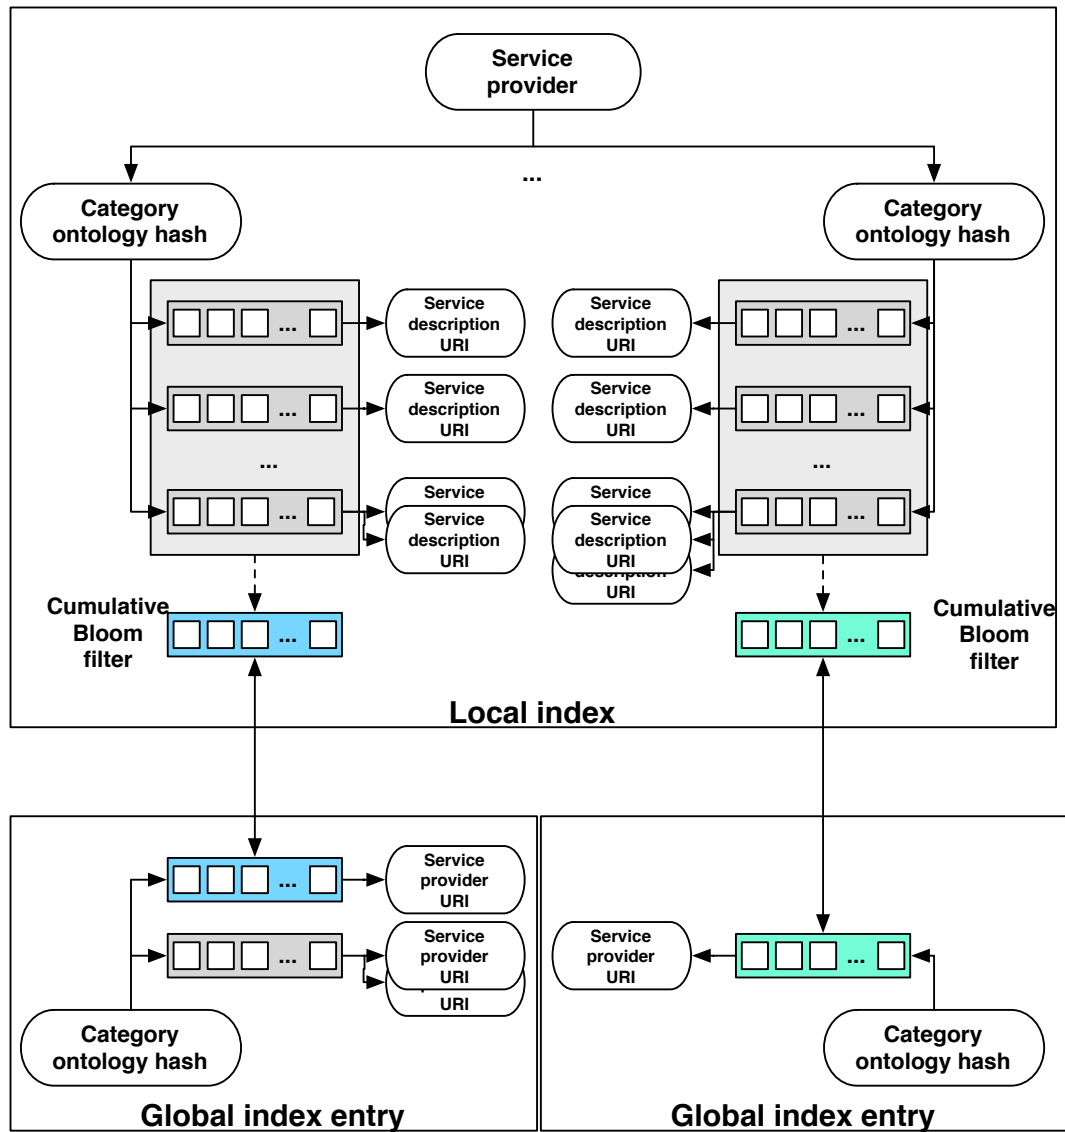 Service
provider
...
Category
ontology hash
Category
ontology hash
...
Service
description
URI
Service
description
URI
...
...
Service
description
URI
Service
description
URI
...
...
...
...
Service
Service
description
URI
Service
Service
description
URI
description
URI
...
...
Cumulative
Bloom
filter
...
...
Cumulative
Bloom
filter
Local index
...
Service
provider
URI
...
Service
provider
URI
URI
Category
ontology hash
Global index entry
Service
provider
URI
...
Category
ontology hash
Global index entry